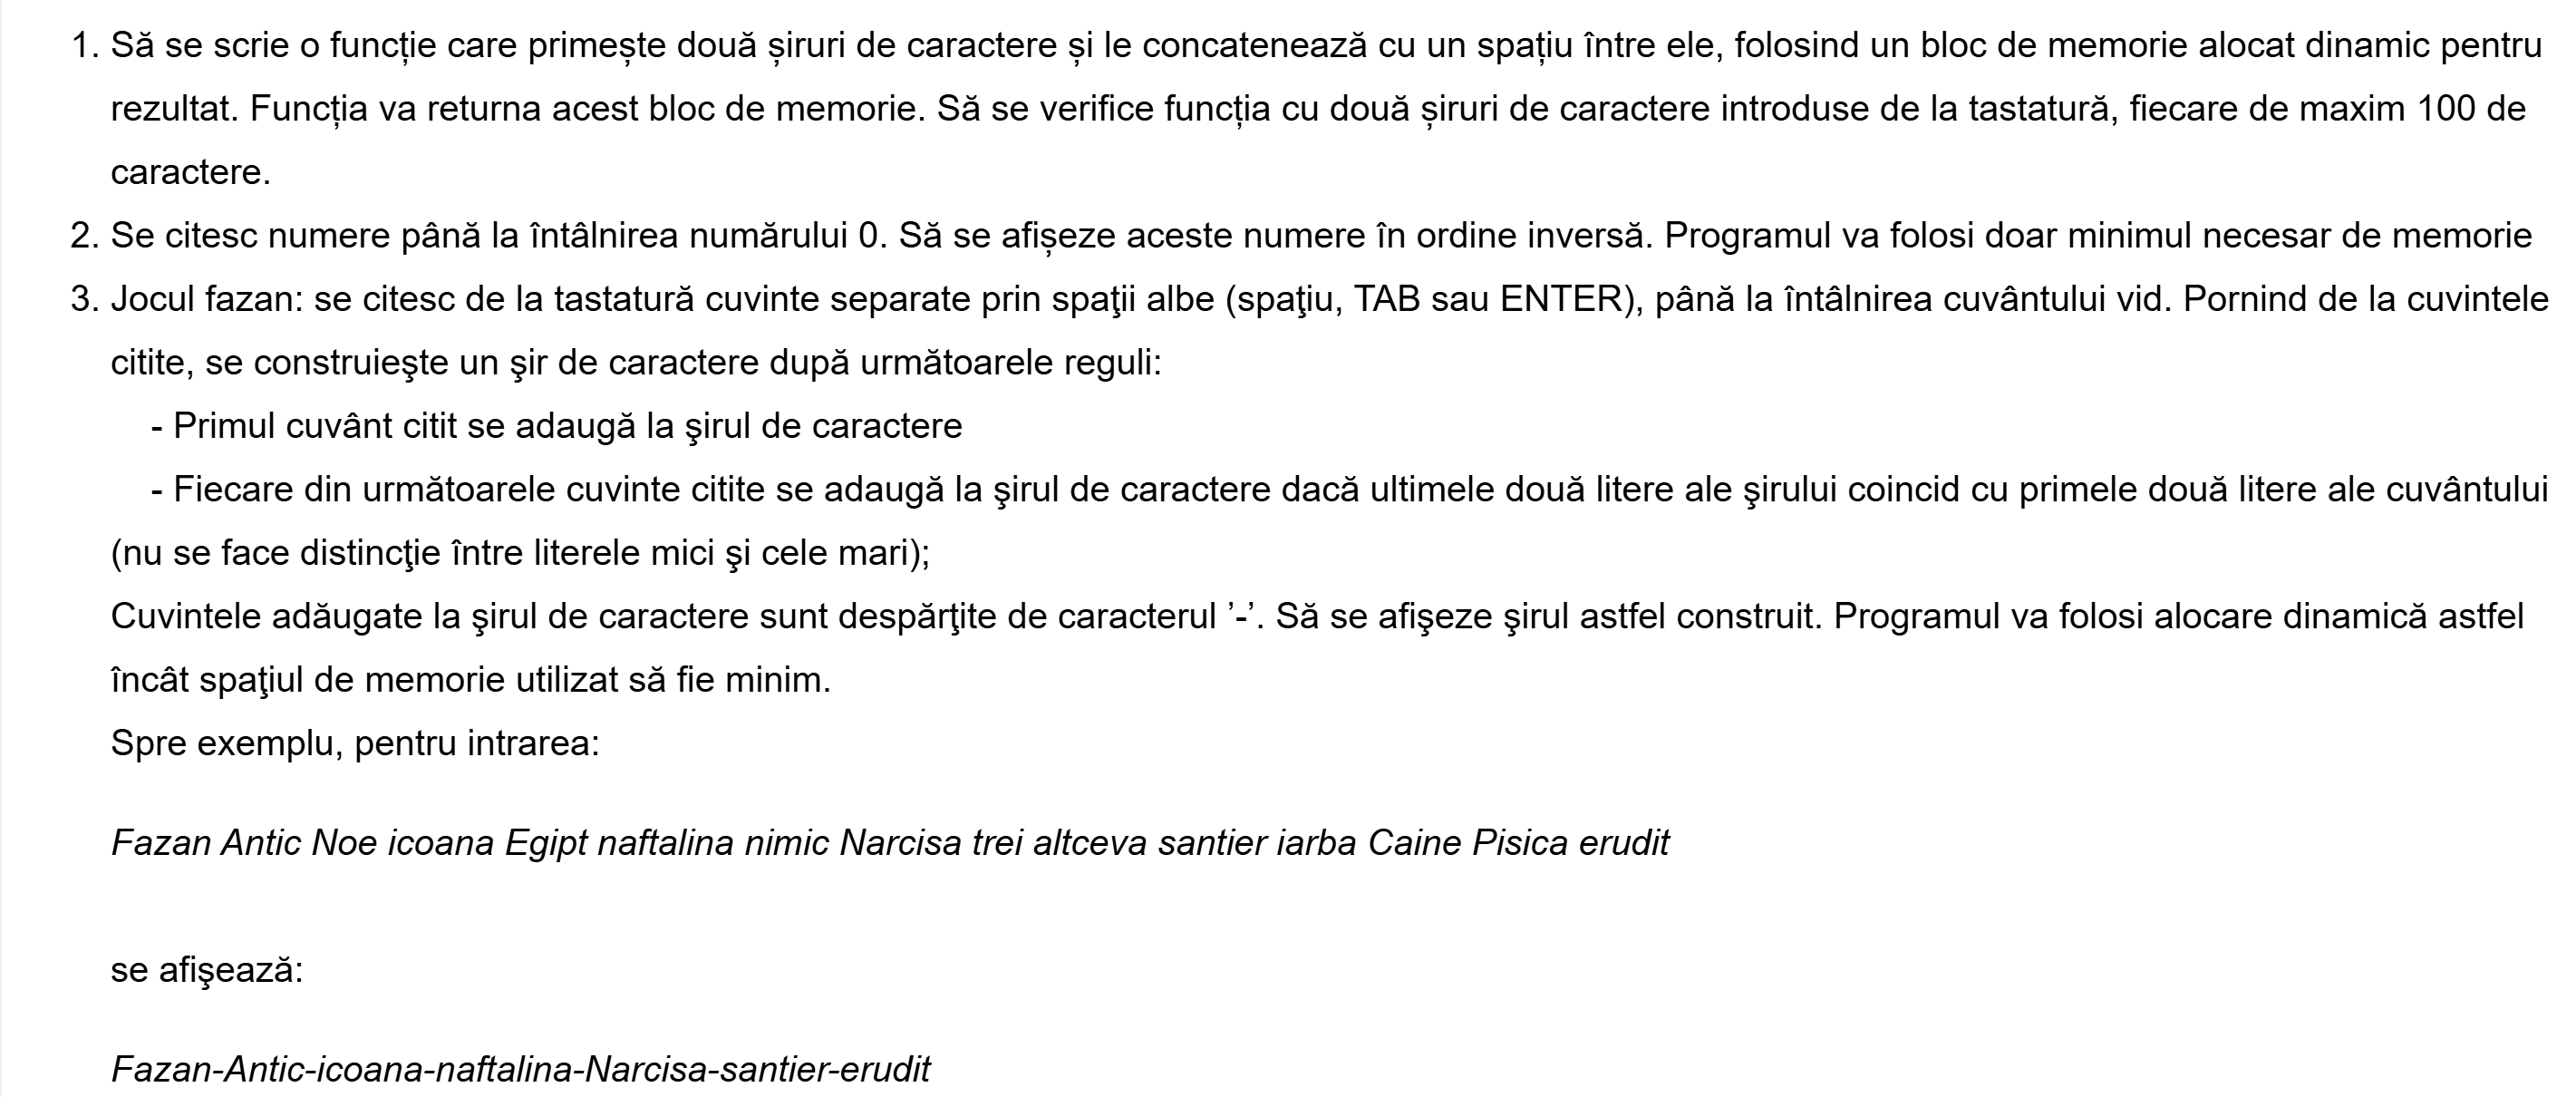 1. Să se scrie o funcție care primește două șiruri de caractere și le concatenează cu un spațiu între ele, folosind un bloc de memorie alocat dinamic pentru
rezultat. Funcția va returna acest bloc de memorie. Să se verifice funcția cu două șiruri de caractere introduse de la tastatură, fiecare de maxim 100 de
caractere.
2. Se citesc numere până la întâlnirea numărului 0. Să se afișeze aceste numere în ordine inversă. Programul va folosi doar minimul necesar de memorie
3. Jocul fazan: se citesc de la tastatură cuvinte separate prin spaţii albe (spaţiu, TAB sau ENTER), până la întâlnirea cuvântului vid. Pornind de la cuvintele
citite, se construieşte un şir de caractere după următoarele reguli:
- Primul cuvânt citit se adaugă la şirul de caractere
- Fiecare din următoarele cuvinte citite se adaugă la şirul de caractere dacă ultimele două litere ale şirului coincid cu primele două litere ale cuvântului
(nu se face distincţie între literele mici şi cele mari);
Cuvintele adăugate la şirul de caractere sunt despărţite de caracterul ’-’. Să se afişeze şirul astfel construit. Programul va folosi alocare dinamică astfel
încât spaţiul de memorie utilizat să fie minim.
Spre exemplu, pentru intrarea:
Fazan Antic Noe icoana Egipt naftalina nimic Narcisa trei altceva santier iarba Caine Pisica erudit
se afişează:
Fazan-Antic-icoana-naftalina-Narcisa-santier-erudit